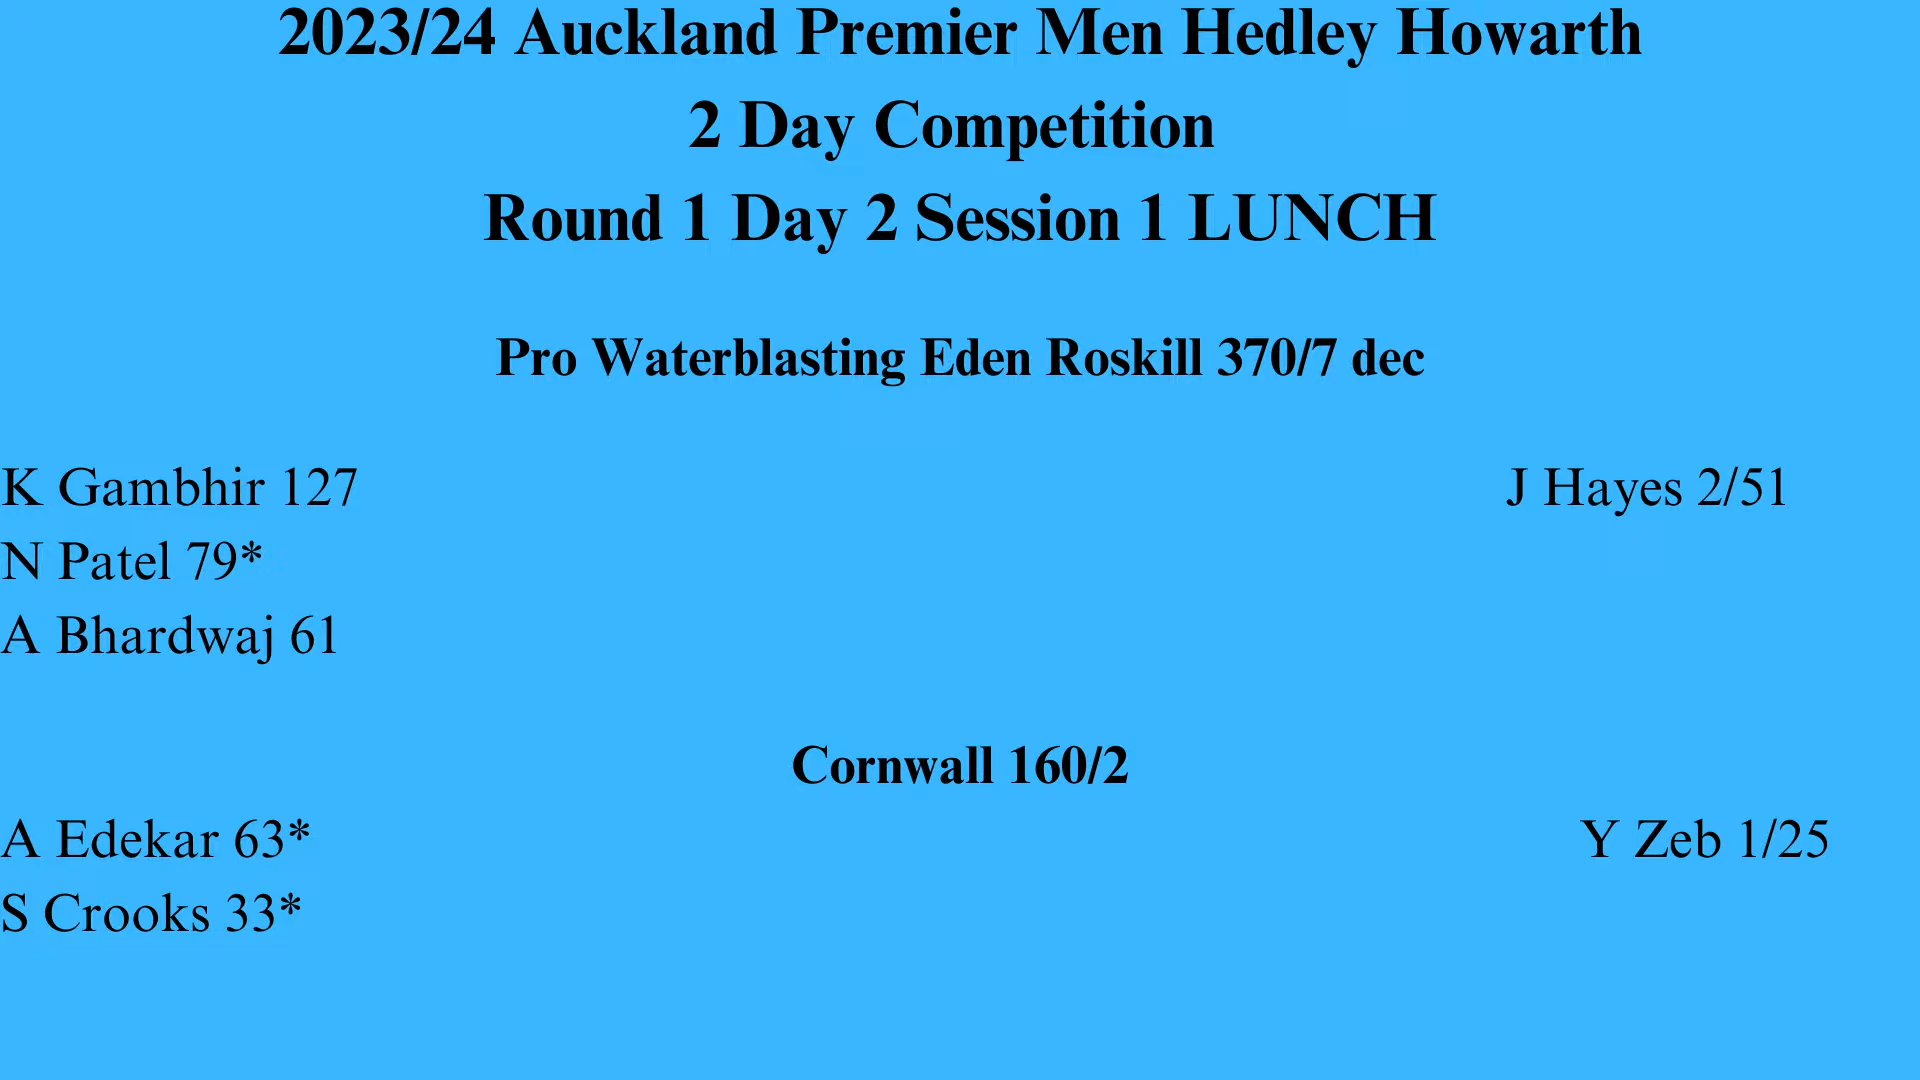 2023/24 Auckland Premier Men Hedley Howarth
2 Day Competition
Round 1 Day 2 Session 1 LUNCH
Pro Waterblasting Eden Roskill 370/7 dec
K Gambhir 127 J Hayes 2/51
N Patel 79*
A Bhardwaj 61
Cornwall 160/2
A Edekar 63* Y Zeb 1/25
S Crooks 33*